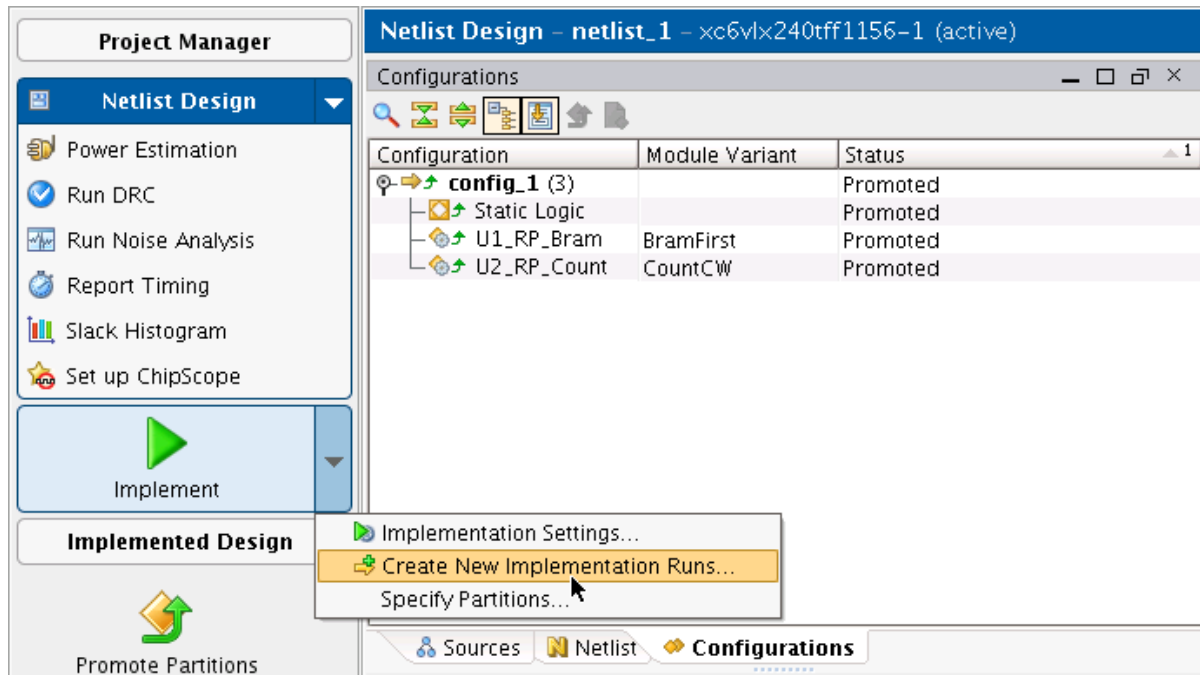 Project Manager
Netlist Design
Power Estimation
Run DRC
Run Noise Analysis
Report Timing
Slack Histogram
Set up ChipScope
Implement
Implemented Design
Promote Partitions
Netlist Design - netlist_1 - xc6vlx240tff1156-1 (active)
Configurations
Configuration Module Variant Status 1
config_1 (3) Promoted
Static Logic Promoted
U1_RP_Bram BramFirst Promoted
U2_RP_Count CountCW Promoted
Implementation Settings...
Create New Implementation Runs...
Specify Partitions...
Sources Netlist Configurations